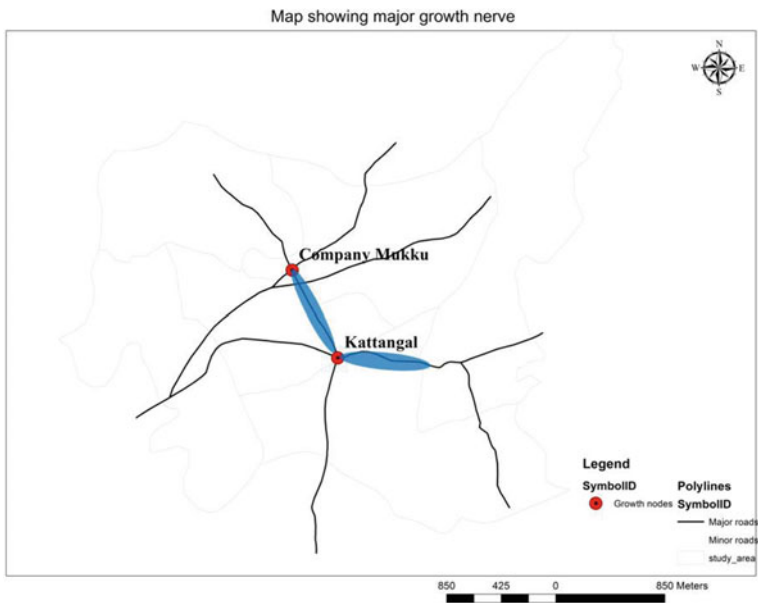 Map showing major growth nerve
N
W E
S
Company Mukku
Kattangal
Legend
SymbolID
Growth nodes
Polylines
SymbolID
Major roads
Minor roads
study_area
850 425 0 850 Meters